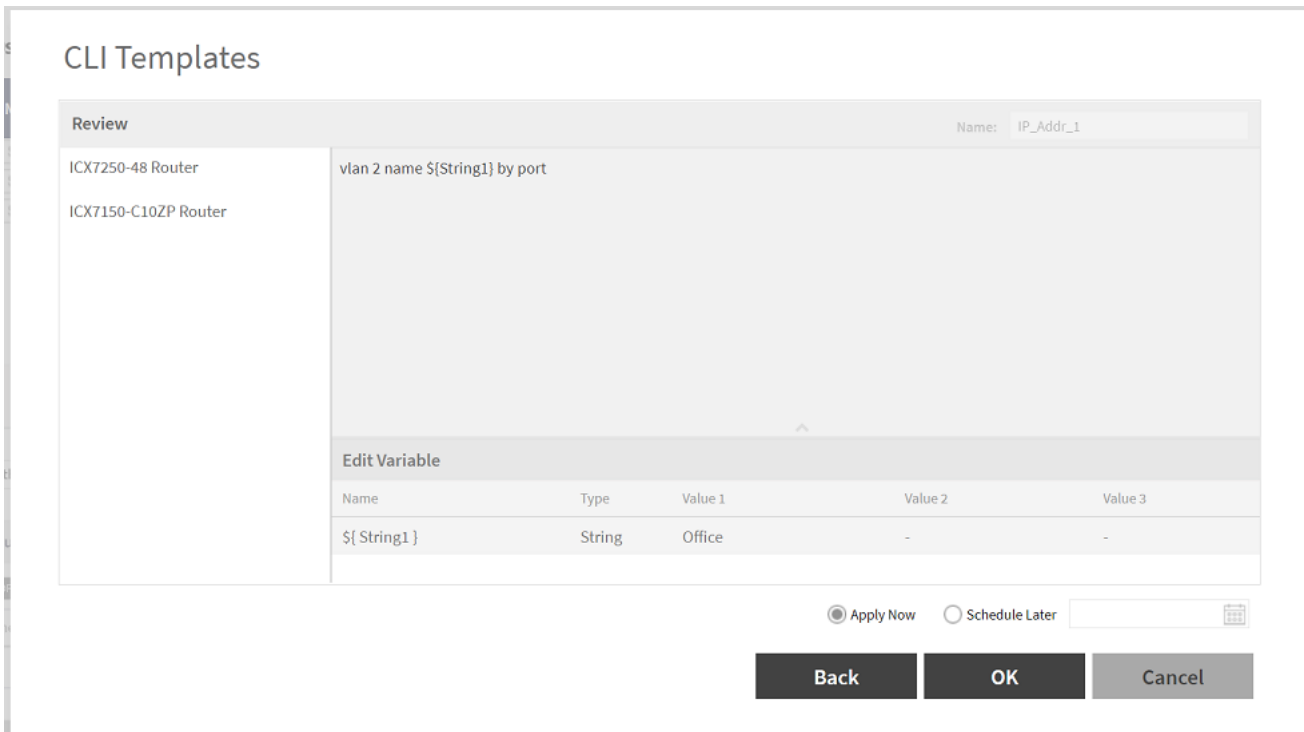 CLI Templates
Review
Name: IP_Addr_1
ICX7250-48 Router
vlan 2 name ${String1} by port
ICX7150-C10ZP Router
Edit Variable
Name Type Value 1 Value 2 Value 3
${ String1 } String Office - -
Apply Now Schedule Later
Back OK Cancel